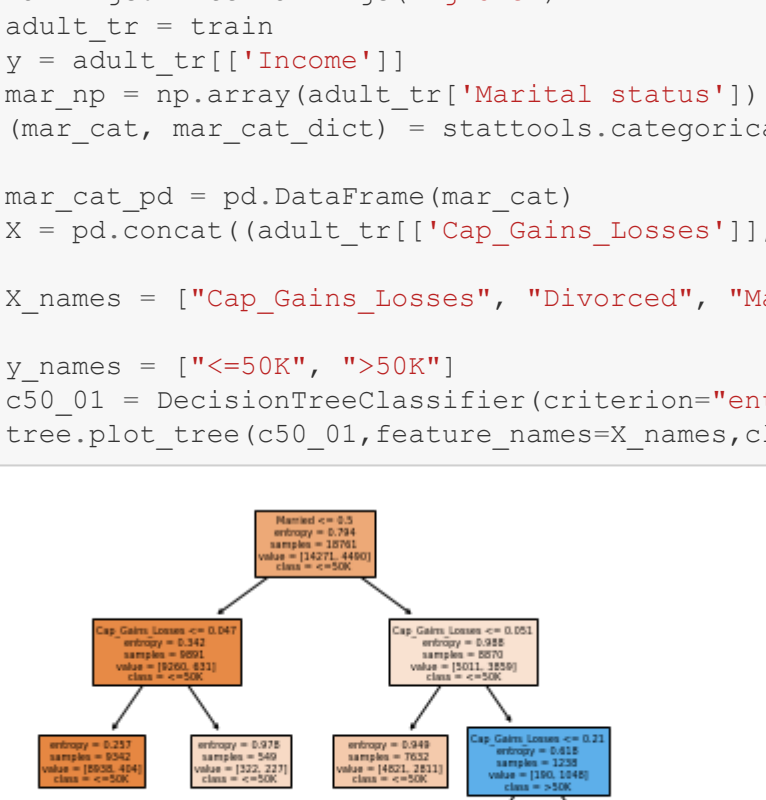 adult_tr = train
y = adult_tr[['Income']]
mar_np = np.array(adult_tr['Marital status'])
(mar_cat, mar_cat_dict) = stattools.categorica
mar_cat_pd = pd.DataFrame(mar_cat)
X = pd.concat((adult_tr[['Cap_Gains_Losses']],
X_names = ["Cap_Gains_Losses", "Divorced", "Ma
y_names = ["<=50K", ">50K"]
c50_01 = DecisionTreeClassifier(criterion="ent
tree.plot_tree(c50_01,feature_names=X_names,cl
Married <= 0.5
entropy = 0.794
samples = 18761
value = [14271, 4490]
class = <=50K
Cap_Gains_Losses <= 0.047
entropy = 0.342
samples = 9891
value = [9260, 631]
class = <=50K
Cap_Gains_Losses <= 0.051
entropy = 0.988
samples = 8870
value = [5011, 3859]
class = <=50K
entropy = 0.257
samples = 9342
value = [8938, 404]
class = <=50K
entropy = 0.978
samples = 549
value = [322, 227]
class = <=50K
entropy = 0.949
samples = 7632
value = [4821, 2811]
class = <=50K
Cap_Gains_Losses <= 0.21
entropy = 0.618
samples = 1238
value = [190, 1048]
class = >50K